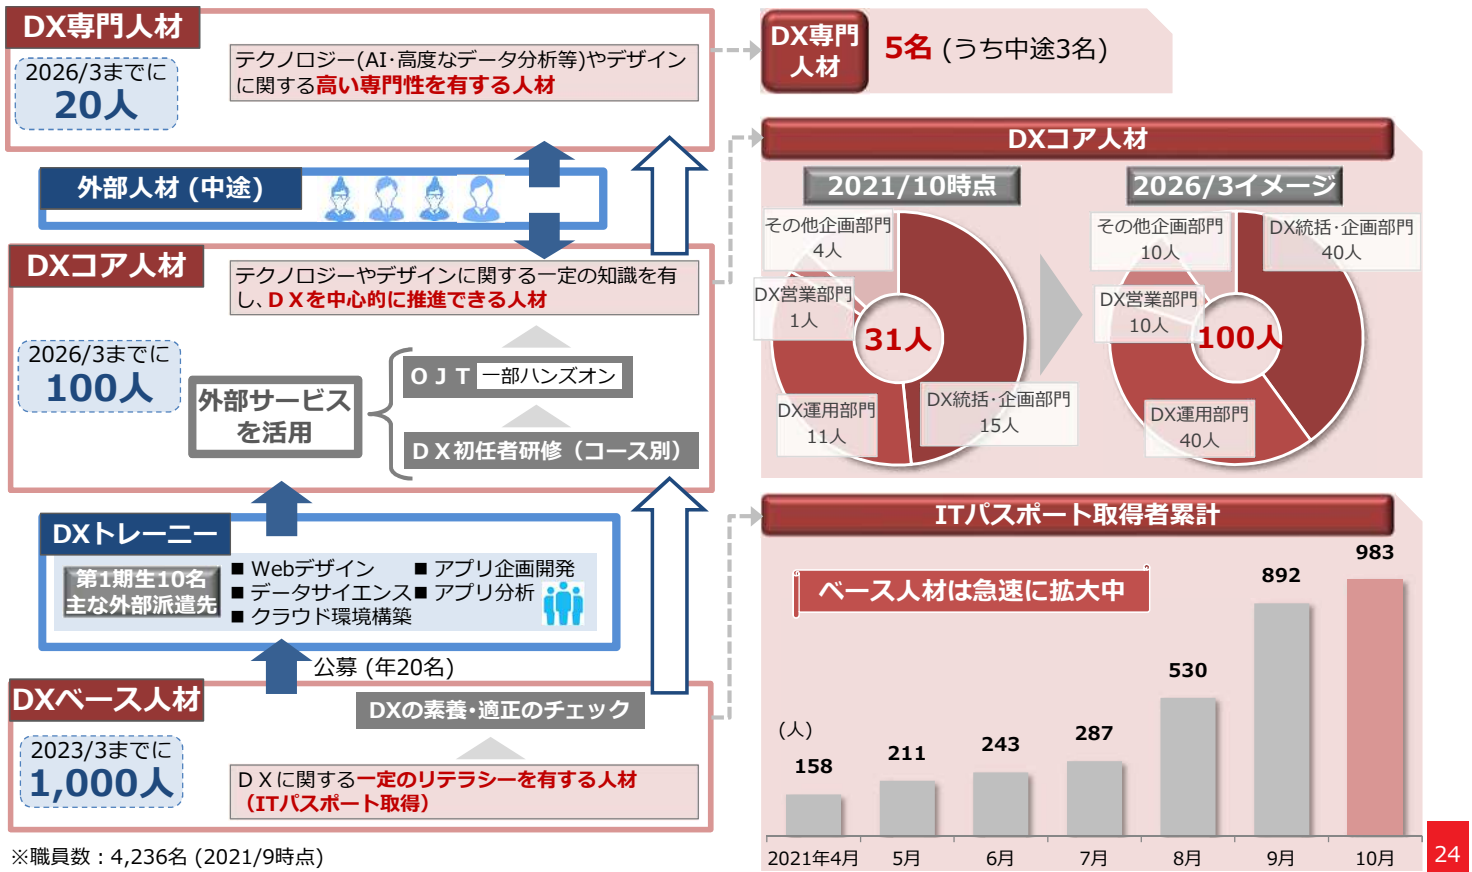 DX専門人材
2026/3までに
20人
テクノロジー(AI･高度なデータ分析等)やデザイン
に関する高い専門性を有する人材
外部人材 (中途)
DXコア人材
テクノロジーやデザインに関する一定の知識を有
し、ＤＸを中心的に推進できる人材
2026/3までに
100人
外部サービス
を活用
ＯＪＴ 一部ハンズオン
ＤＸ初任者研修（コース別）
DXトレーニー
第1期生10名
主な外部派遣先
■ Webデザイン
■ アプリ企画開発
■ データサイエンス
■ アプリ分析
■ クラウド環境構築
公募 (年20名)
DXベース人材
DXの素養･適正のチェック
2023/3までに
1,000人
ＤＸに関する一定のリテラシーを有する人材
（ITパスポート取得）
※職員数：4,236名 (2021/9時点)
DX専門
人材
5名 (うち中途3名)
DXコア人材
2021/10時点
その他企画部門
4人
DX営業部門
1人
31人
DX運用部門
11人
DX統括･企画部門
15人
2026/3イメージ
その他企画部門
10人
DX統括･企画部門
40人
DX営業部門
10人
100人
DX運用部門
40人
ITパスポート取得者累計
ベース人材は急速に拡大中
(人)
158
211
243
287
530
892
983
2021年4月
5月
6月
7月
8月
9月
10月
24